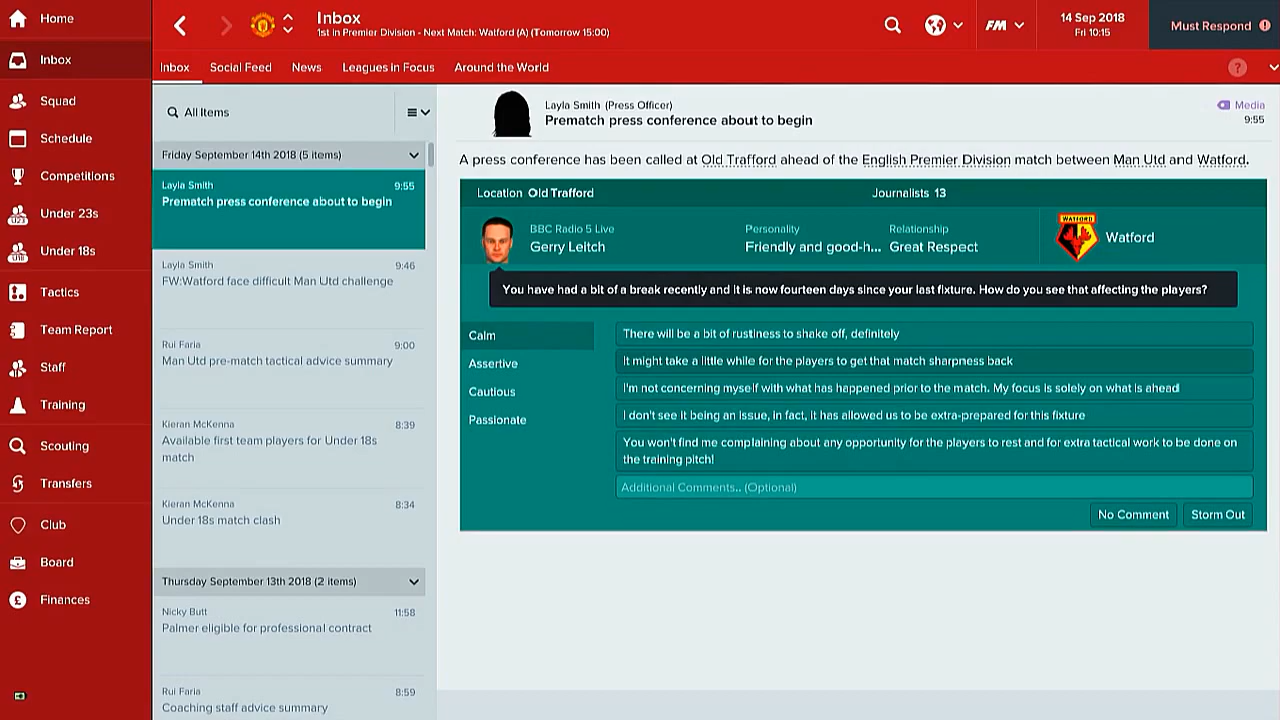 Home
Inbox
Squad
Schedule
Competitions
Under 23s
Under 18s
Tactics
Team Report
Staff
Training
Scouting
Transfers
Club
Board
Finances
Inbox
1st in Premier Division - Next Match: Watford (A) (Tomorrow 15:00)
FM
14 Sep 2018
Fri 10:15
Must Respond
Inbox Social Feed News Leagues in Focus Around the World
?
All Items
Friday September 14th 2018 (5 items)
Layla Smith 9:55
Prematch press conference about to begin
Layla Smith 9:46
FW:Watford face difficult Man Utd challenge
Rui Faria 9:00
Man Utd pre-match tactical advice summary
Kieran McKenna 8:39
Available first team players for Under 18s
match
Kieran McKenna 8:34
Under 18s match clash
Thursday September 13th 2018 (2 items)
Nicky Butt 11:58
Palmer eligible for professional contract
Rui Faria 8:59
Coaching staff advice summary
Layla Smith (Press Officer)
Prematch press conference about to begin
Media
9:55
A press conference has been called at Old Trafford ahead of the English Premier Division match between Man Utd and Watford.
Location Old Trafford Journalists 13
BBC Radio 5 Live Personality Relationship
Gerry Leitch Friendly and good-h... Great Respect
WATFORD
Watford
You have had a bit of a break recently and it is now fourteen days since your last fixture. How do you see that affecting the players?
Calm
Assertive
Cautious
Passionate
There will be a bit of rustiness to shake off, definitely
It might take a little while for the players to get that match sharpness back
I'm not concerning myself with what has happened prior to the match. My focus is solely on what is ahead
I don't see it being an issue, in fact, it has allowed us to be extra-prepared for this fixture
You won't find me complaining about any opportunity for the players to rest and for extra tactical work to be done on
the training pitch!
Additional Comments.. (Optional)
No Comment Storm Out